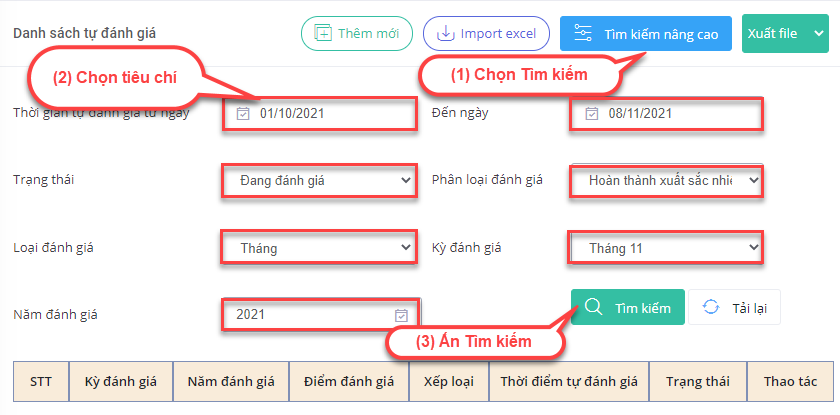 Danh sách tự đánh giá
Thêm mới
Import excel
Tìm kiếm nâng cao
Xuất file
(2) Chọn tiêu chí
(1) Chọn Tìm kiếm
Thời gian tự đánh giá từ ngày
01/10/2021
Đến ngày
08/11/2021
Trạng thái
Đang đánh giá
Phân loại đánh giá
Hoàn thành xuất sắc nhiệ
Loại đánh giá
Tháng
Kỳ đánh giá
Tháng 11
Năm đánh giá
2021
Tìm kiếm
Tải lại
(3) Ấn Tìm kiếm
STT
Kỳ đánh giá
Năm đánh giá
Điểm đánh giá
Xếp loại
Thời điểm tự đánh giá
Trạng thái
Thao tác